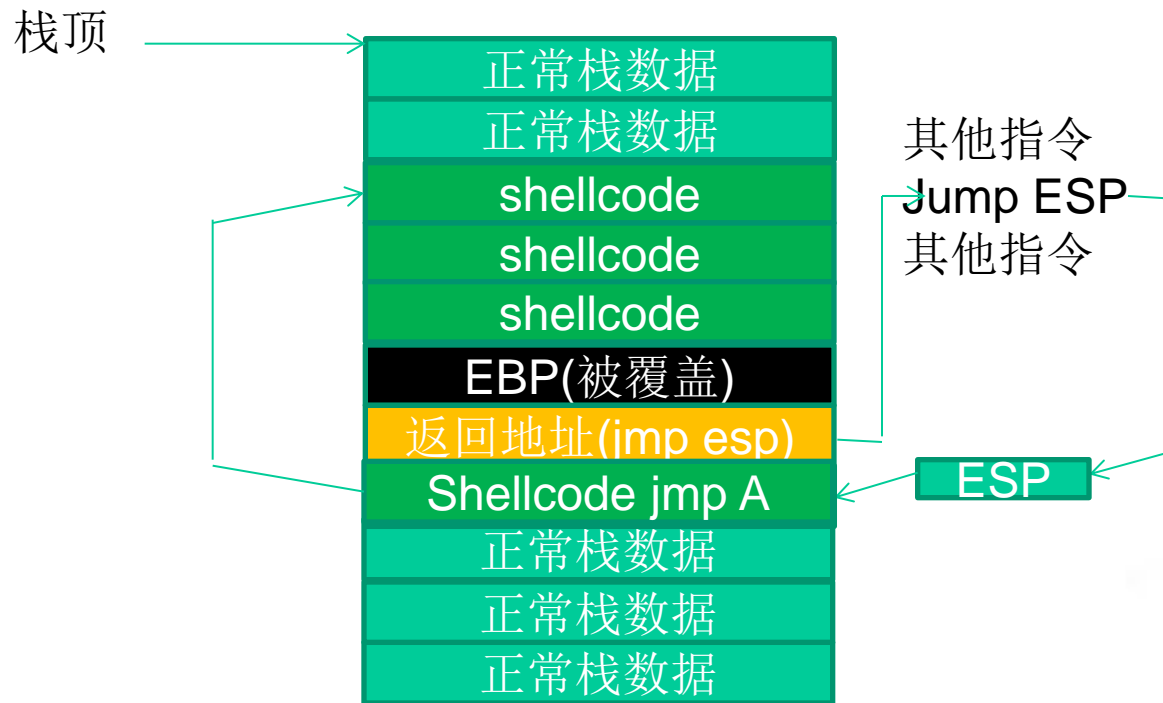 栈顶
正常栈数据
正常栈数据
shellcode
shellcode
shellcode
EBP(被覆盖)
返回地址(jmp esp)
Shellcode jmp A
正常栈数据
正常栈数据
正常栈数据
其他指令
Jump ESP
其他指令
ESP